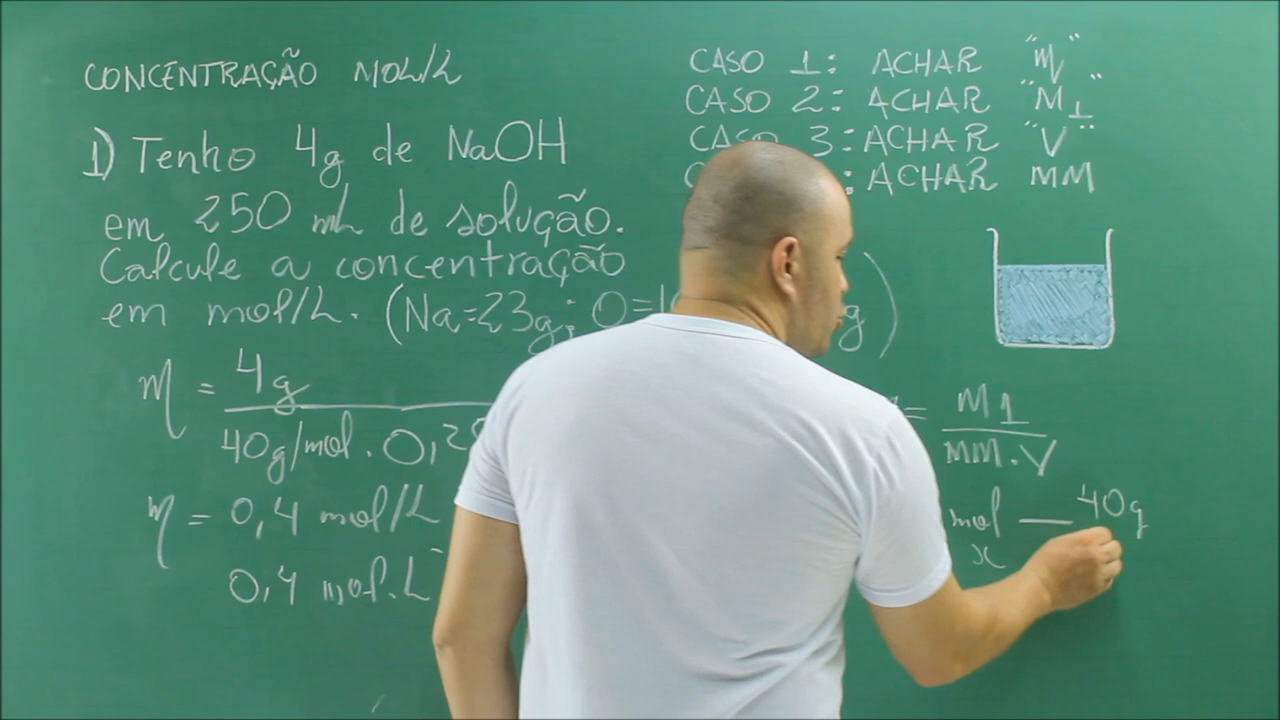 CONCENTRAÇÃO MOL/L
1) Tenho 4g de NaOH
em 250 mL de solução.
Calcule a concentração
em mol/L. (Na=23g; O=1 g)
η = 4g
40g/mol . 0,25
η = 0,4 mol/L
0,4 mol.L⁻
CASO 1: ACHAR "η"
CASO 2: ACHAR "M1"
CASO 3: ACHAR "V"
: ACHAR MM
= M1
MM.V
mol — 40g
x